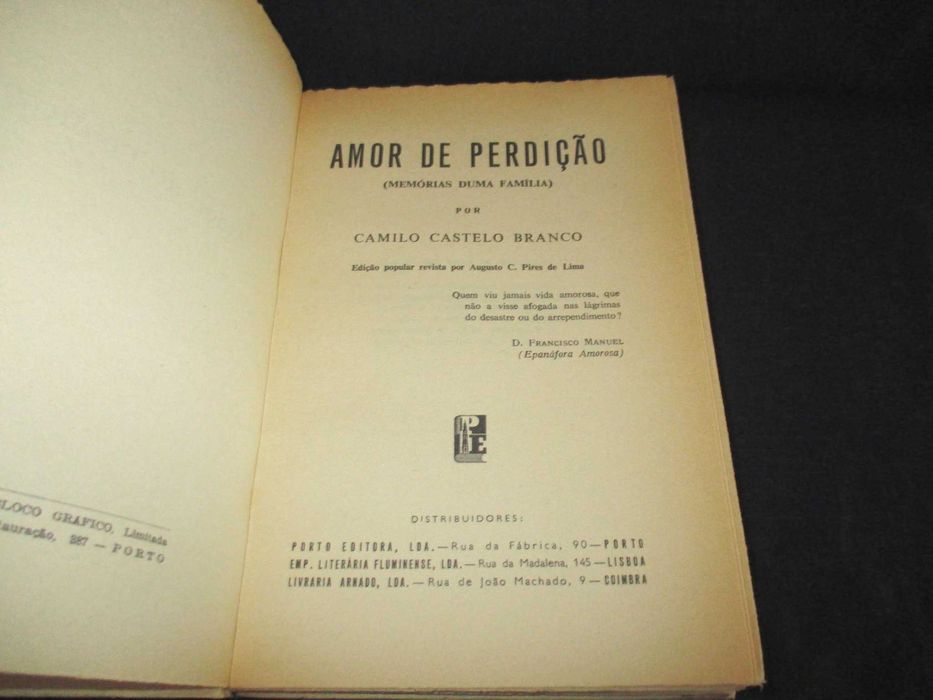 LOCO GRAFICO, Limitada
auração, 387 — PORTO
AMOR DE PERDIÇÃO
(MEMÓRIAS DUMA FAMÍLIA)
POR
CAMILO CASTELO BRANCO
Edição popular revista por Augusto C. Pires de Lima
Quem viu jamais vida amorosa, que
não a visse afogada nas lágrimas
do desastre ou do arrependimento?
D. FRANCISCO MANUEL
(Epanáfora Amorosa)
PE
DISTRIBUIDORES:
PORTO EDITORA, LDA. — Rua da Fábrica, 90 — PORTO
EMP. LITERÁRIA FLUMINENSE, LDA. — Rua da Madalena, 145 — LISBOA
LIVRARIA ARNADO, LDA. — Rua de João Machado, 9 — COIMBRA